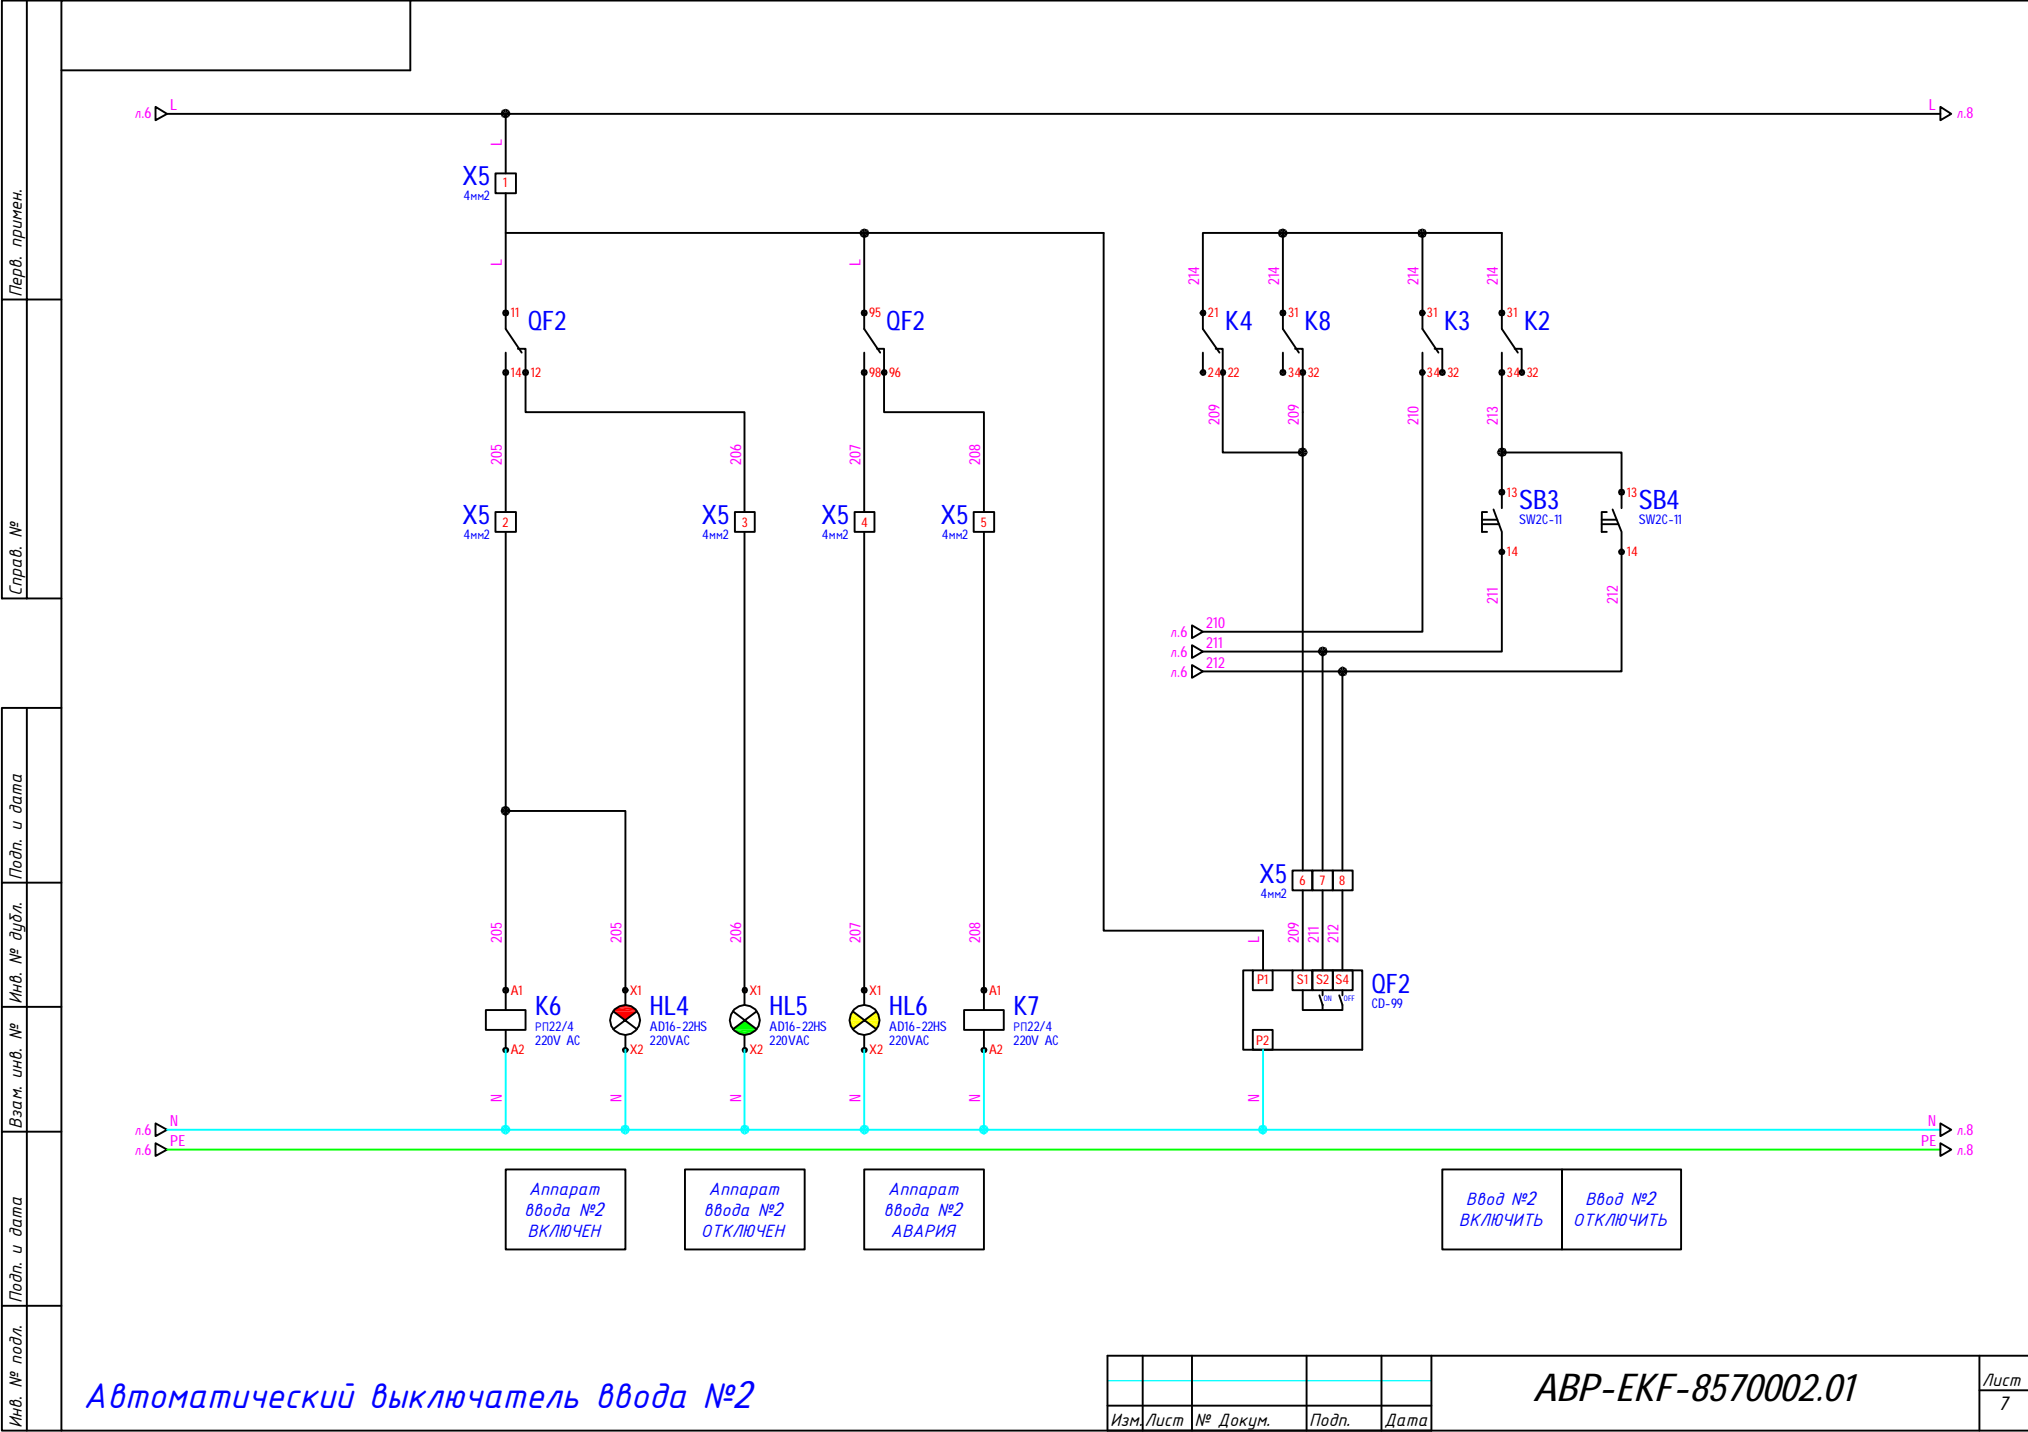 л.6
L
L
л.8
L
X5
4мм2
1
L
L
214
214
214
214
11
QF2
14
12
95
QF2
98
96
21
K4
24
22
31
K8
34
32
31
K3
34
32
31
K2
34
32
209
209
210
213
205
206
207
208
X5
4мм2
2
X5
4мм2
3
X5
4мм2
4
X5
4мм2
5
13
SB3
SW2C-11
14
13
SB4
SW2C-11
14
211
212
л.6
210
л.6
211
л.6
212
X5
4мм2
6
7
8
205
205
206
207
208
L
209
211
212
A1
K6
РП22/4
220V AC
A2
X1
HL4
AD16-22HS
220VAC
X2
X1
HL5
AD16-22HS
220VAC
X2
X1
HL6
AD16-22HS
220VAC
X2
A1
K7
РП22/4
220V AC
A2
P1
S1
S2
S4
ON
OFF
P2
QF2
CD-99
N
N
N
N
N
N
л.6
N
N
л.8
л.6
PE
PE
л.8
Аппарат
ввода №2
ВКЛЮЧЕН
Аппарат
ввода №2
ОТКЛЮЧЕН
Аппарат
ввода №2
АВАРИЯ
Ввод №2
ВКЛЮЧИТЬ
Ввод №2
ОТКЛЮЧИТЬ
Перв. примен.
Справ. №
Подп. и дата
Инв. № дубл.
Взам. инв. №
Подп. и дата
Инв. № подл.
Автоматический выключатель ввода №2
Изм.
Лист
№ Докум.
Подп.
Дата
АВР-EKF-8570002.01
Лист
7